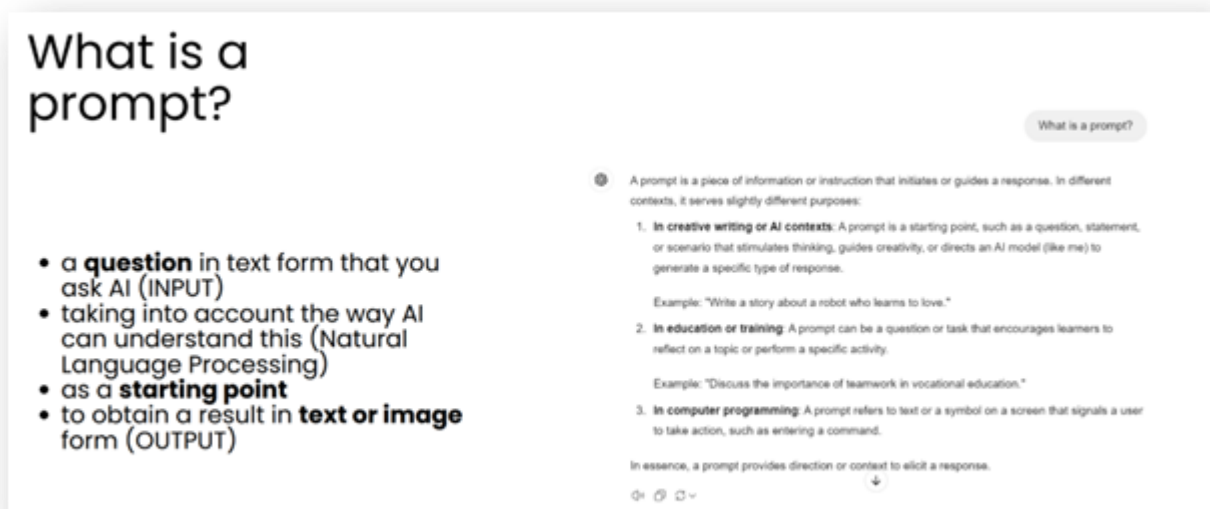 What is a
prompt?
• a question in text form that you
ask AI (INPUT)
• taking into account the way AI
can understand this (Natural
Language Processing)
• as a starting point
• to obtain a result in text or image
form (OUTPUT)
What is a prompt?
A prompt is a piece of information or instruction that initiates or guides a response. In different
contexts, it serves slightly different purposes:
1. In creative writing or AI contexts: A prompt is a starting point, such as a question, statement,
or scenario that stimulates thinking, guides creativity, or directs an AI model (like me) to
generate a specific type of response.
Example: "Write a story about a robot who learns to love."
2. In education or training: A prompt can be a question or task that encourages learners to
reflect on a topic or perform a specific activity.
Example: "Discuss the importance of teamwork in vocational education."
3. In computer programming: A prompt refers to text or a symbol on a screen that signals a user
to take action, such as entering a command.
In essence, a prompt provides direction or context to elicit a response.